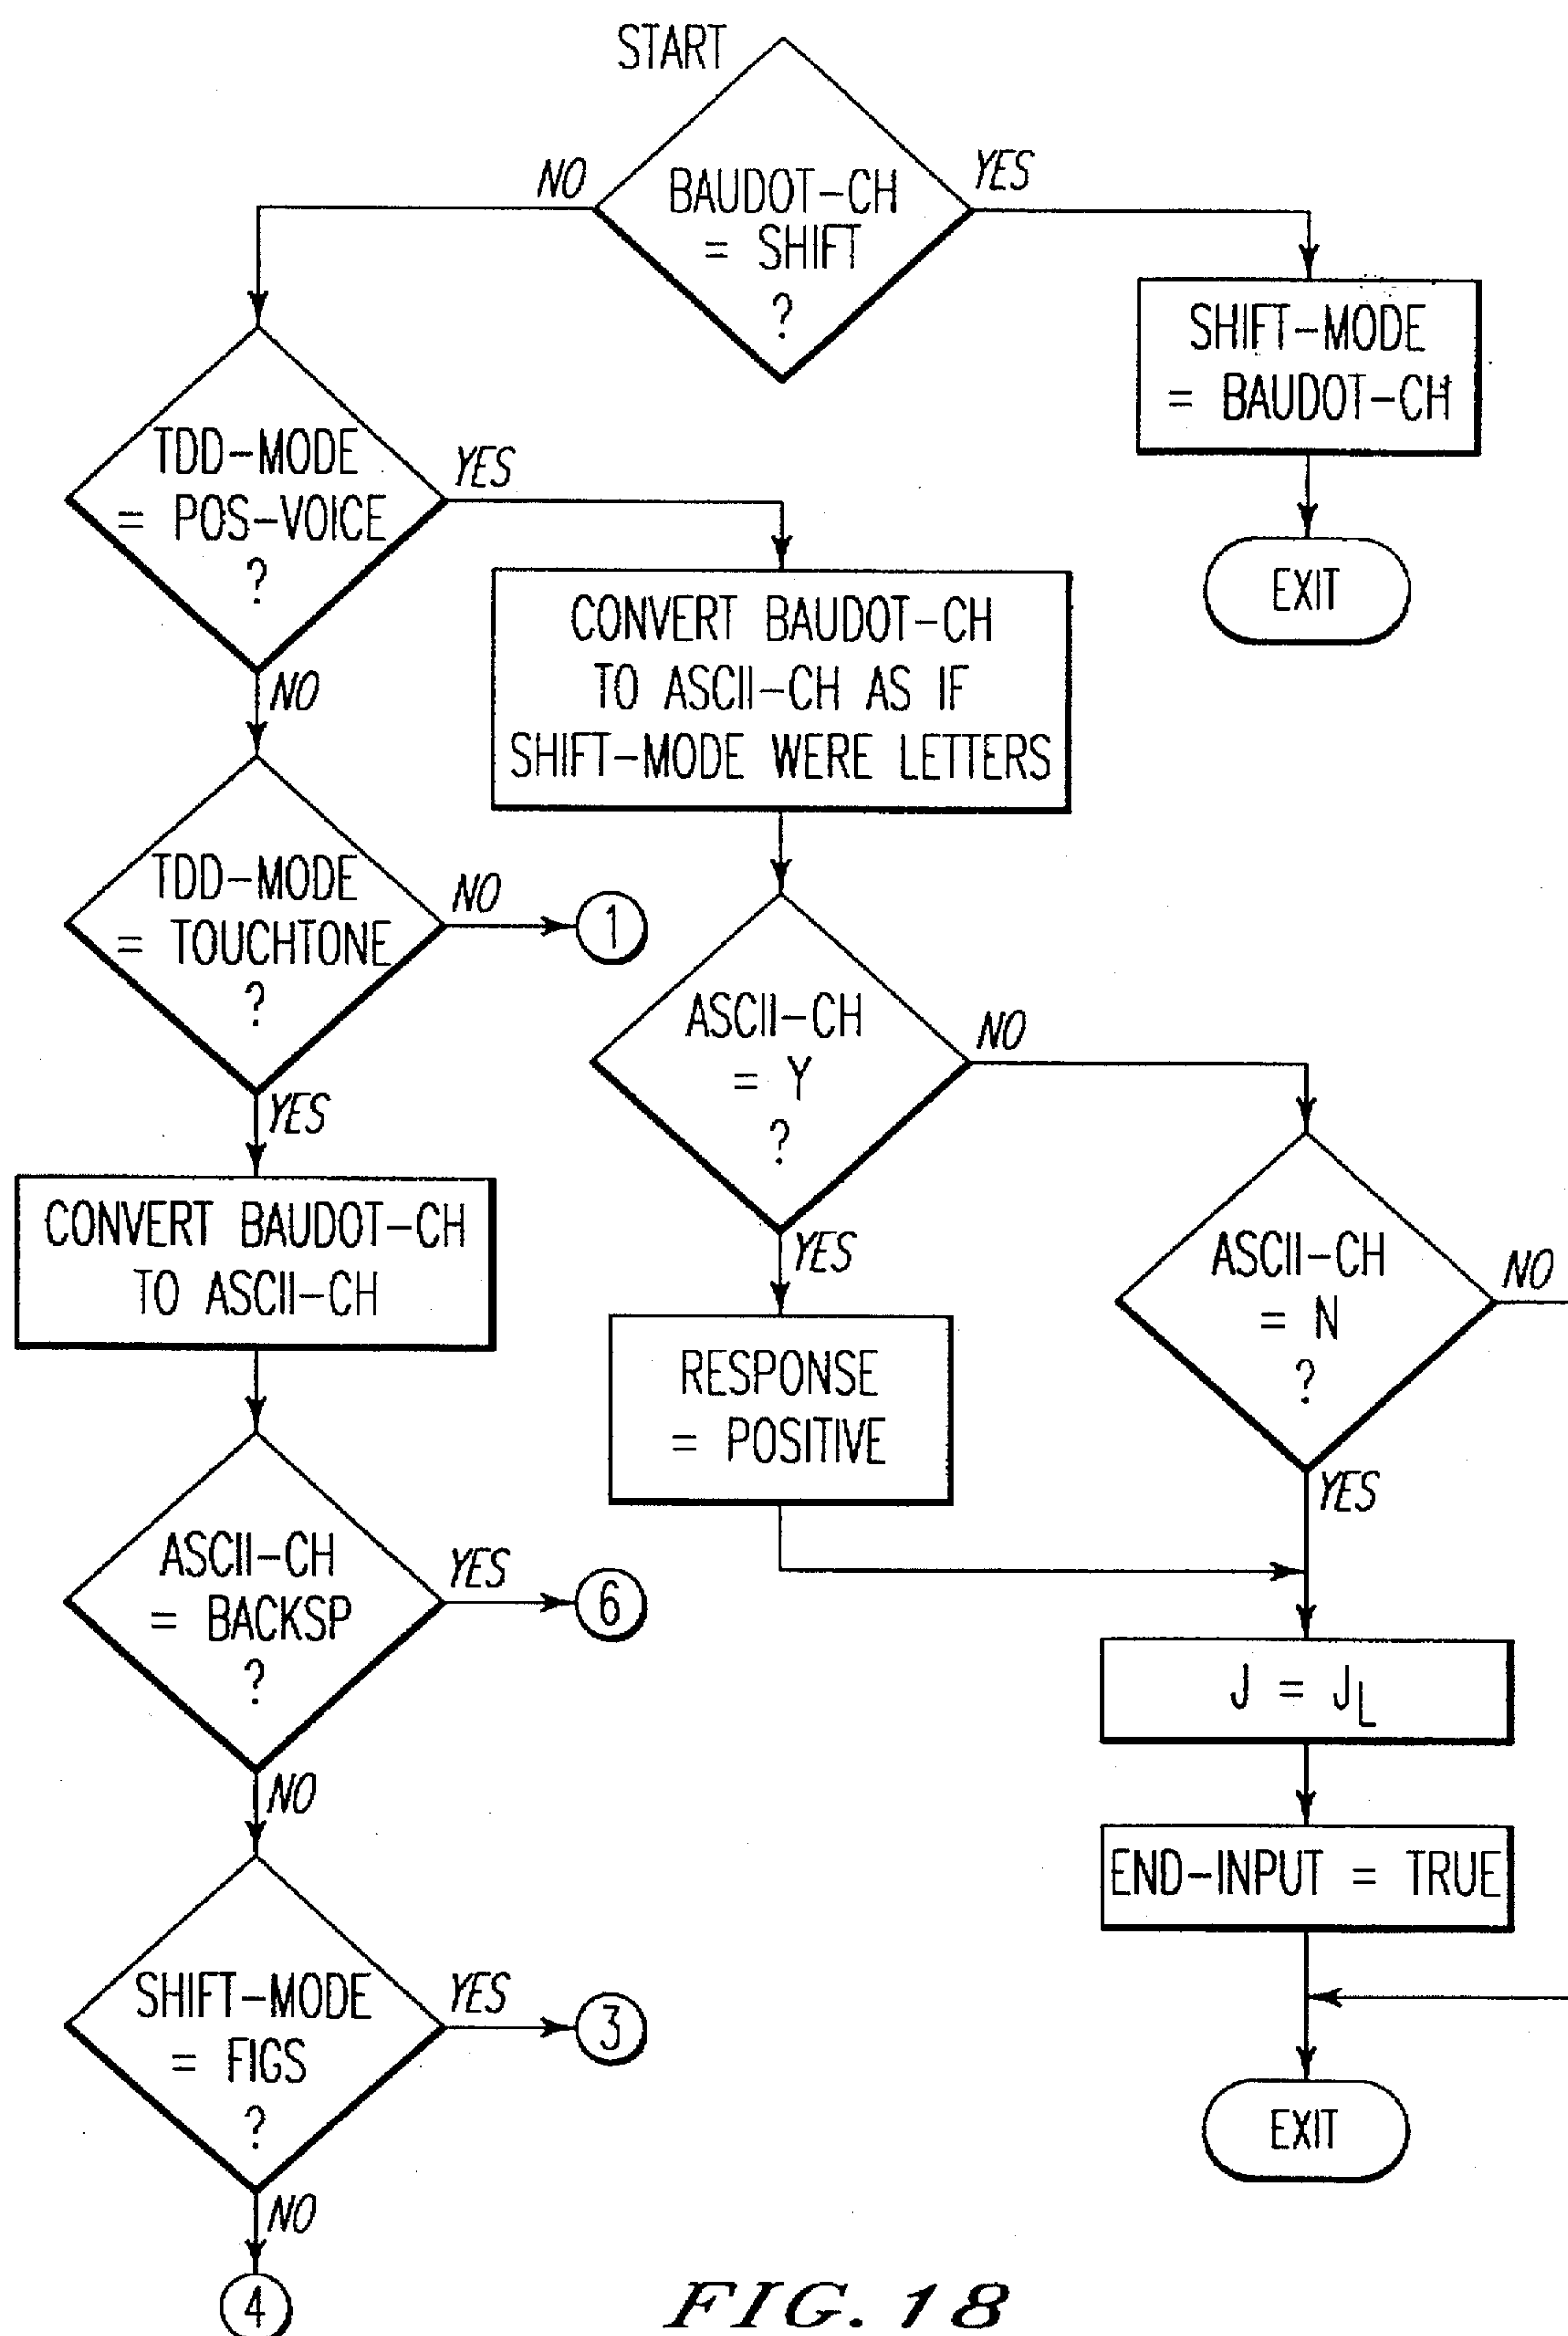 START
NO
YES
BAUDOT-CH
= SHIFT
?
SHIFT-MODE
= BAUDOT-CH
EXIT
TDD-MODE
= POS-VOICE
?
YES
NO
CONVERT BAUDOT-CH
TO ASCII-CH AS IF
SHIFT-MODE WERE LETTERS
TDD-MODE
= TOUCHTONE
?
NO
1
YES
ASCII-CH
= Y
?
NO
YES
CONVERT BAUDOT-CH
TO ASCII-CH
ASCII-CH
= N
?
NO
YES
RESPONSE
= POSITIVE
ASCII-CH
= BACKSP
?
YES
6
NO
J = JL
END-INPUT = TRUE
SHIFT-MODE
= FIGS
?
YES
3
NO
4
EXIT
FIG. 18